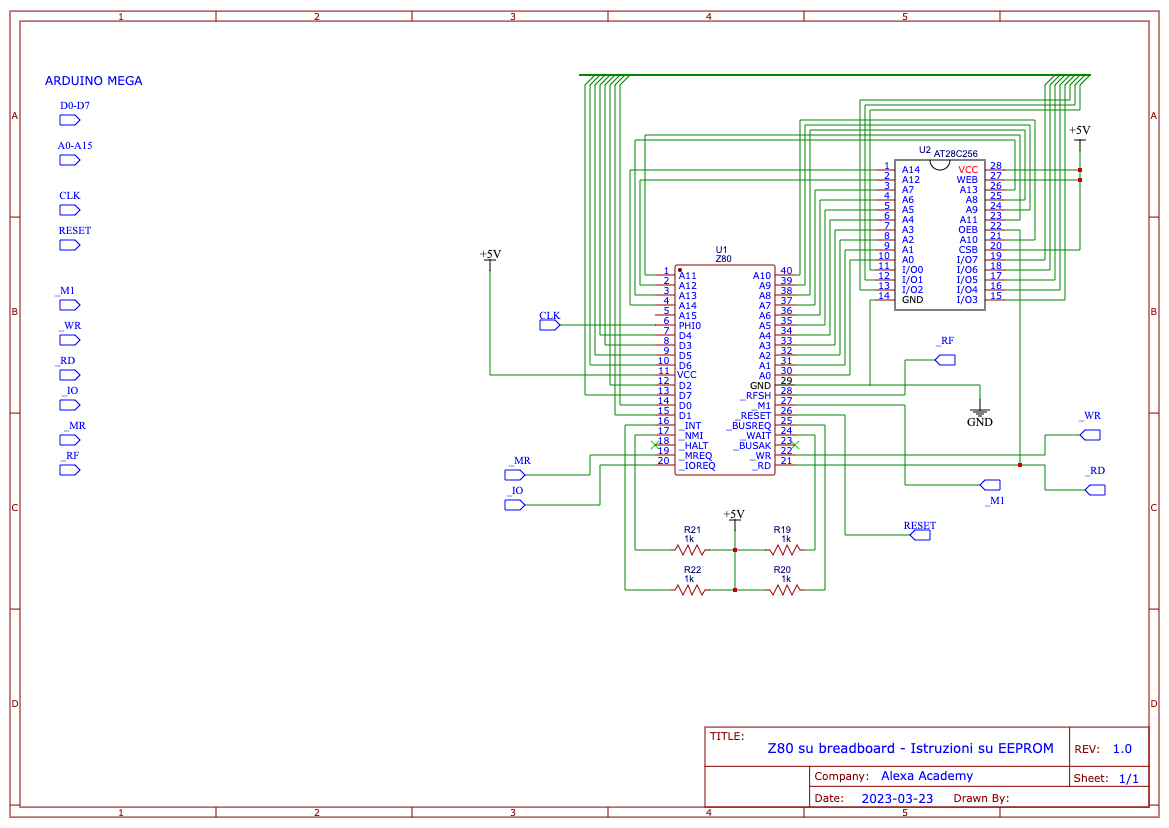 1 2 3 4 5
A A
B B
C C
D D
ARDUINO MEGA
D0-D7
A0-A15
CLK
RESET
_M1
_WR
_RD
_IO
_MR
_RF
+5V
CLK
_MR
_IO
U1
Z80
1 A11
2 A12
3 A13
4 A14
5 A15
6 PHI0
7 D4
8 D3
9 D5
10 D6
11 VCC
12 D2
13 D7
14 D0
15 D1
16 _INT
17 _NMI
18 _HALT
19 _MREQ
20 _IOREQ
A10 40
A9 39
A8 38
A7 37
A6 36
A5 35
A4 34
A3 33
A2 32
A1 31
A0 30
GND 29
_RFSH 28
_M1 27
_RESET 26
_BUSREQ 25
_WAIT 24
_BUSAK 23
_WR 22
_RD 21
U2 AT28C256
1 A14
2 A12
3 A7
4 A6
5 A5
6 A4
7 A3
8 A2
9 A1
10 A0
11 I/O0
12 I/O1
13 I/O2
14 GND
VCC 28
WEB 27
A13 26
A8 25
A9 24
A11 23
OEB 22
A10 21
CSB 20
I/O7 19
I/O6 18
I/O5 17
I/O4 16
I/O3 15
+5V
_RF
GND
_WR
_RD
_M1
RESET
+5V
R21
1k
R19
1k
R22
1k
R20
1k
TITLE:
Z80 su breadboard - Istruzioni su EEPROM
REV: 1.0
Company: Alexa Academy
Sheet: 1/1
Date: 2023-03-23 Drawn By:
1 2 3 4 5